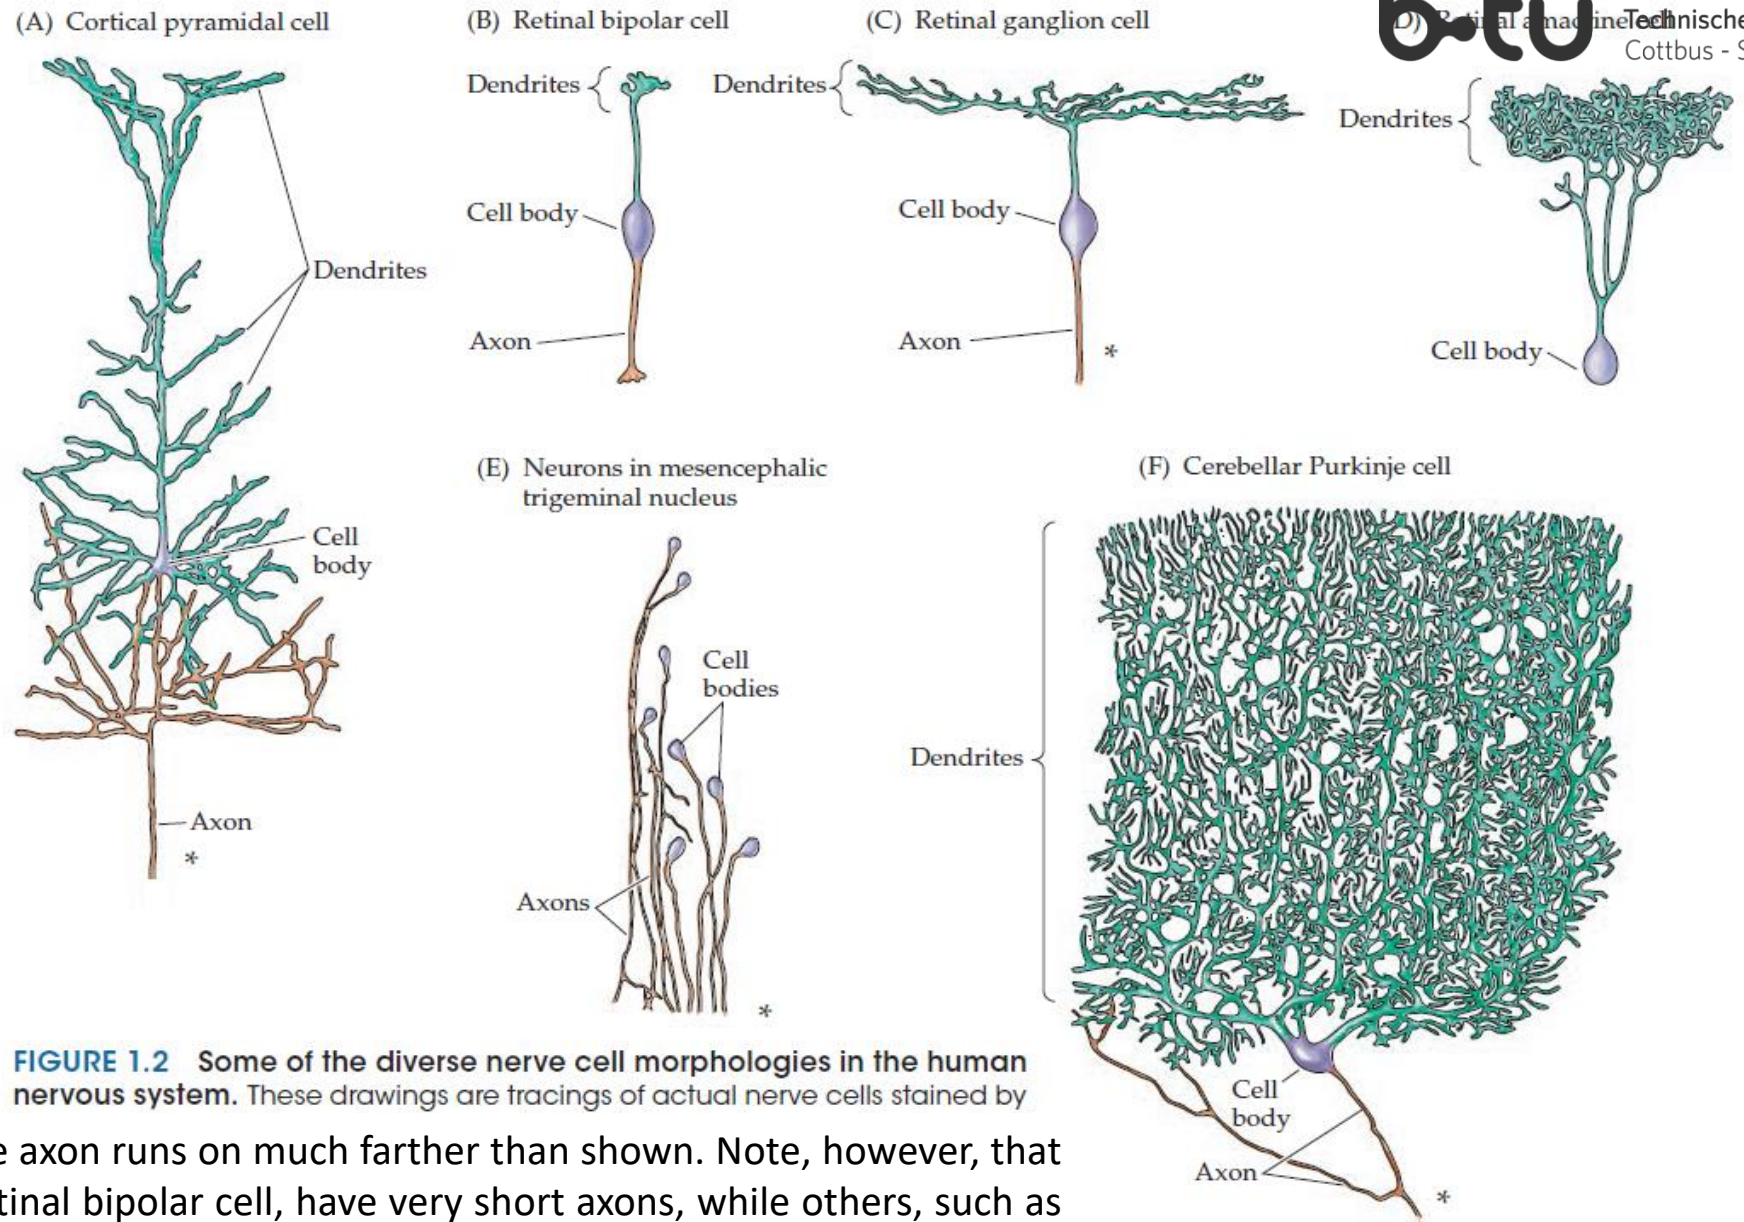 (A) Cortical pyramidal cell
Dendrites
Cell
body
Axon
*
(B) Retinal bipolar cell
Dendrites
Cell body
Axon
(C) Retinal ganglion cell
Dendrites
Cell body
Axon
*
D) Retinal amacrine cell
Technische
Cottbus - S
Dendrites
Cell body
(E) Neurons in mesencephalic
trigeminal nucleus
Cell
bodies
Axons
*
(F) Cerebellar Purkinje cell
Dendrites
Cell
body
Axon
*
FIGURE 1.2 Some of the diverse nerve cell morphologies in the human
nervous system. These drawings are tracings of actual nerve cells stained by
e axon runs on much farther than shown. Note, however, that
tinal bipolar cell, have very short axons, while others, such as
b-tu